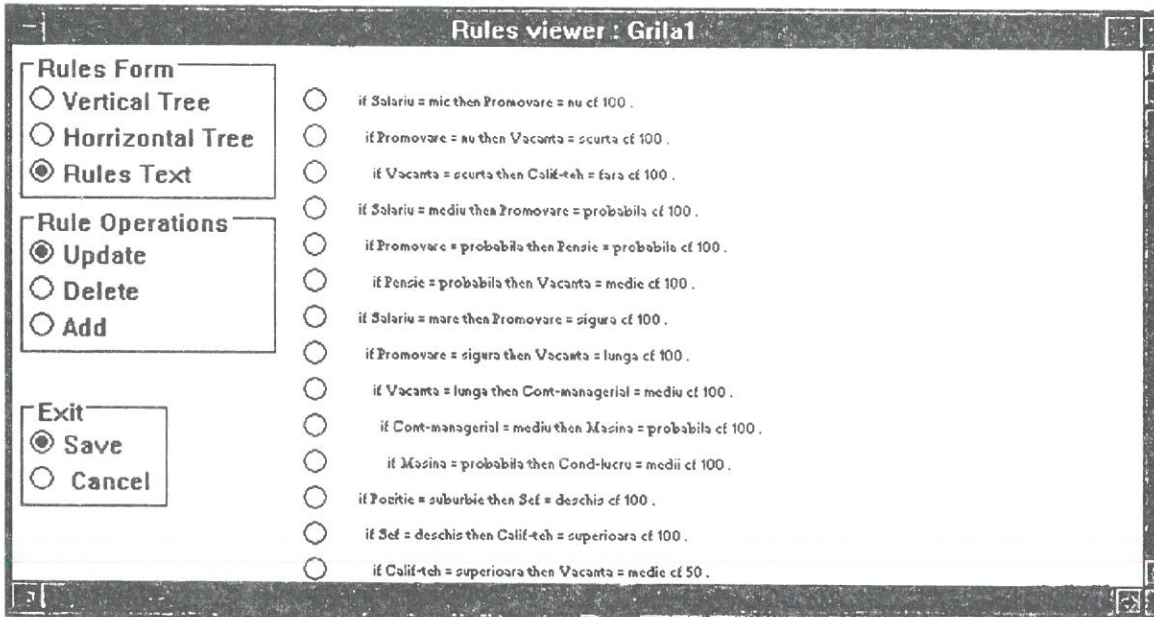 Rules viewer : Grila1
Rules Form
Vertical Tree
Horrizontal Tree
Rules Text
Rule Operations
Update
Delete
Add
Exit
Save
Cancel
if Salariu = mic then Promovare = nu cf 100 .
if Promovare = nu then Vacanta = scurta cf 100 .
if Vacanta = scurta then Calif-teh = fara cf 100 .
if Salariu = mediu then Promovare = probabila cf 100 .
if Promovare = probabila then Pensie = probabila cf 100 .
if Pensie = probabila then Vacanta = medie cf 100 .
if Salariu = mare then Promovare = sigura cf 100 .
if Promovare = sigura then Vacanta = lunga cf 100 .
if Vacanta = lunga then Cont-managerial = mediu cf 100 .
if Cont-managerial = mediu then Masina = probabila cf 100 .
if Masina = probabila then Cond-lucru = medii cf 100 .
if Pozitie = suburbie then Sef = deschis cf 100 .
if Sef = deschis then Calif-teh = superioara cf 100 .
if Calif-teh = superioara then Vacanta = medie cf 50 .